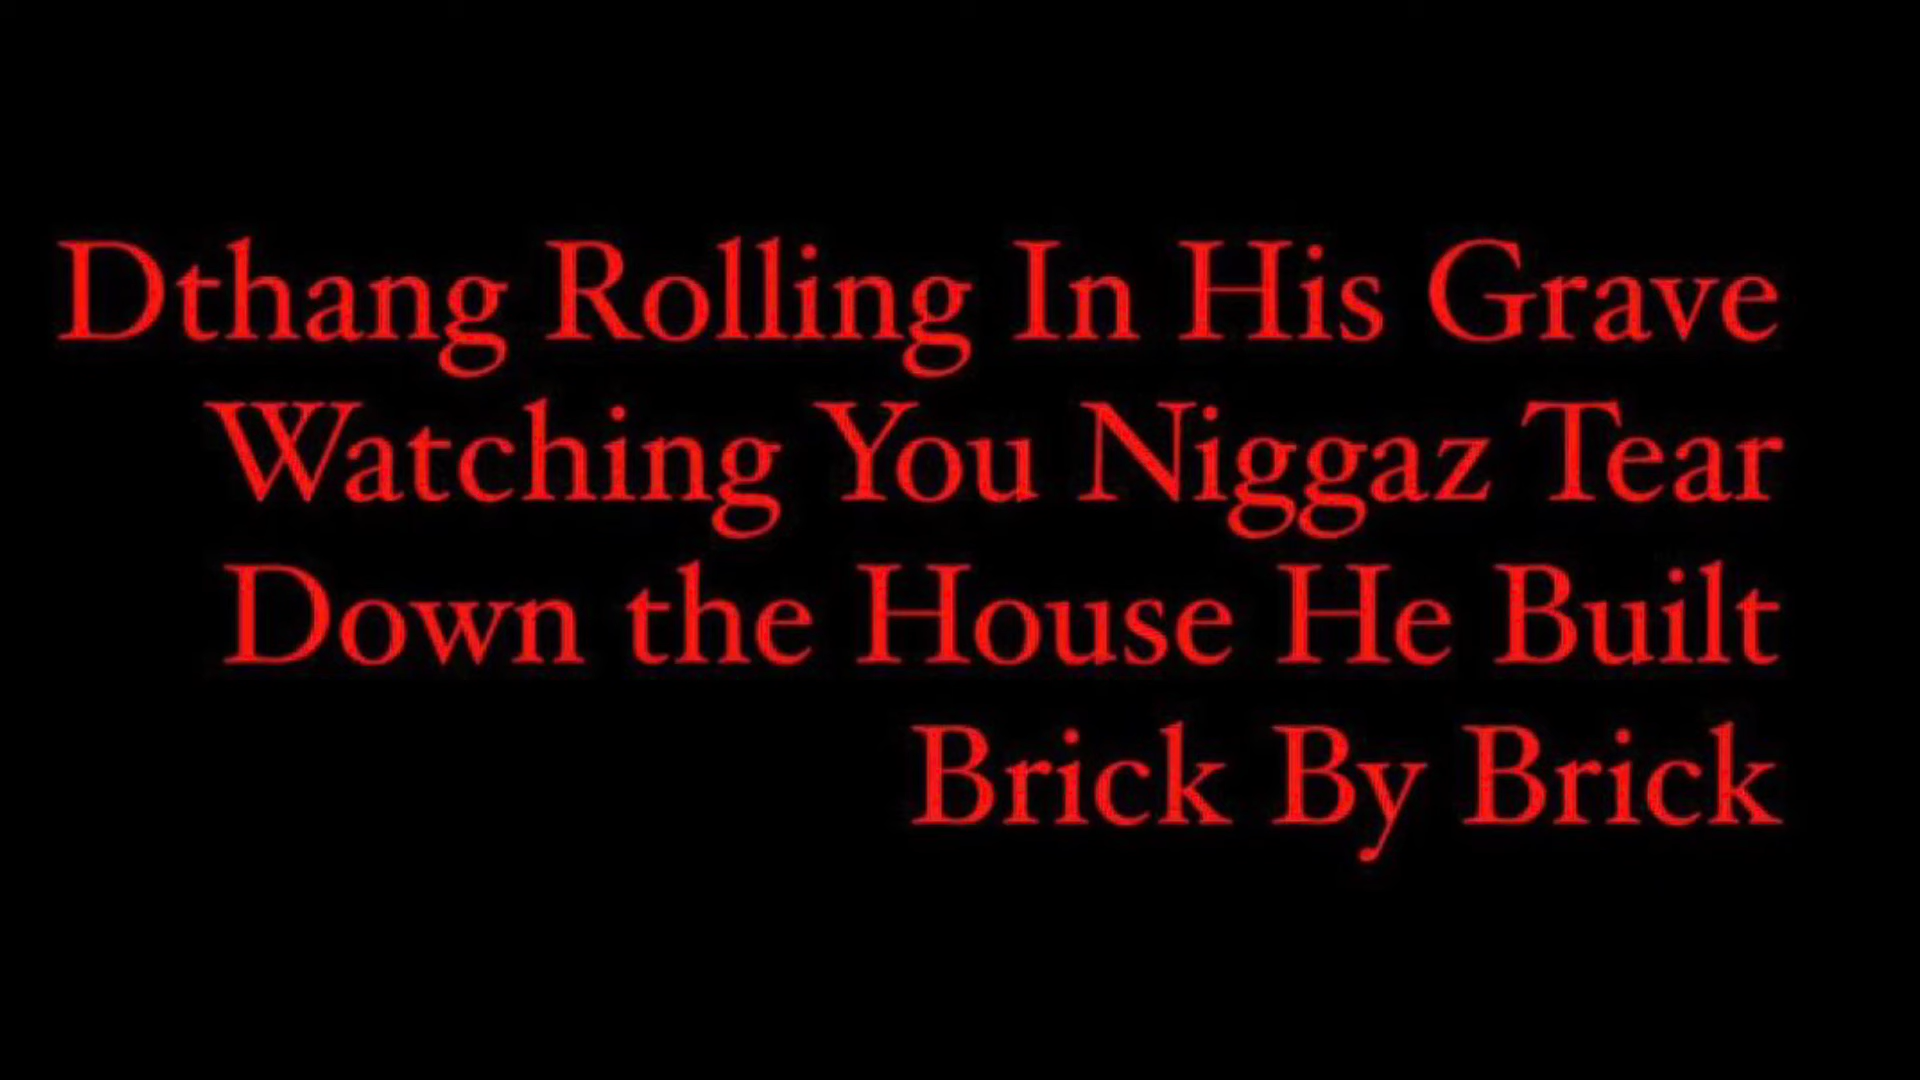 Dthang Rolling In His Grave
Watching You Niggaz Tear
Down the House He Built
Brick By Brick